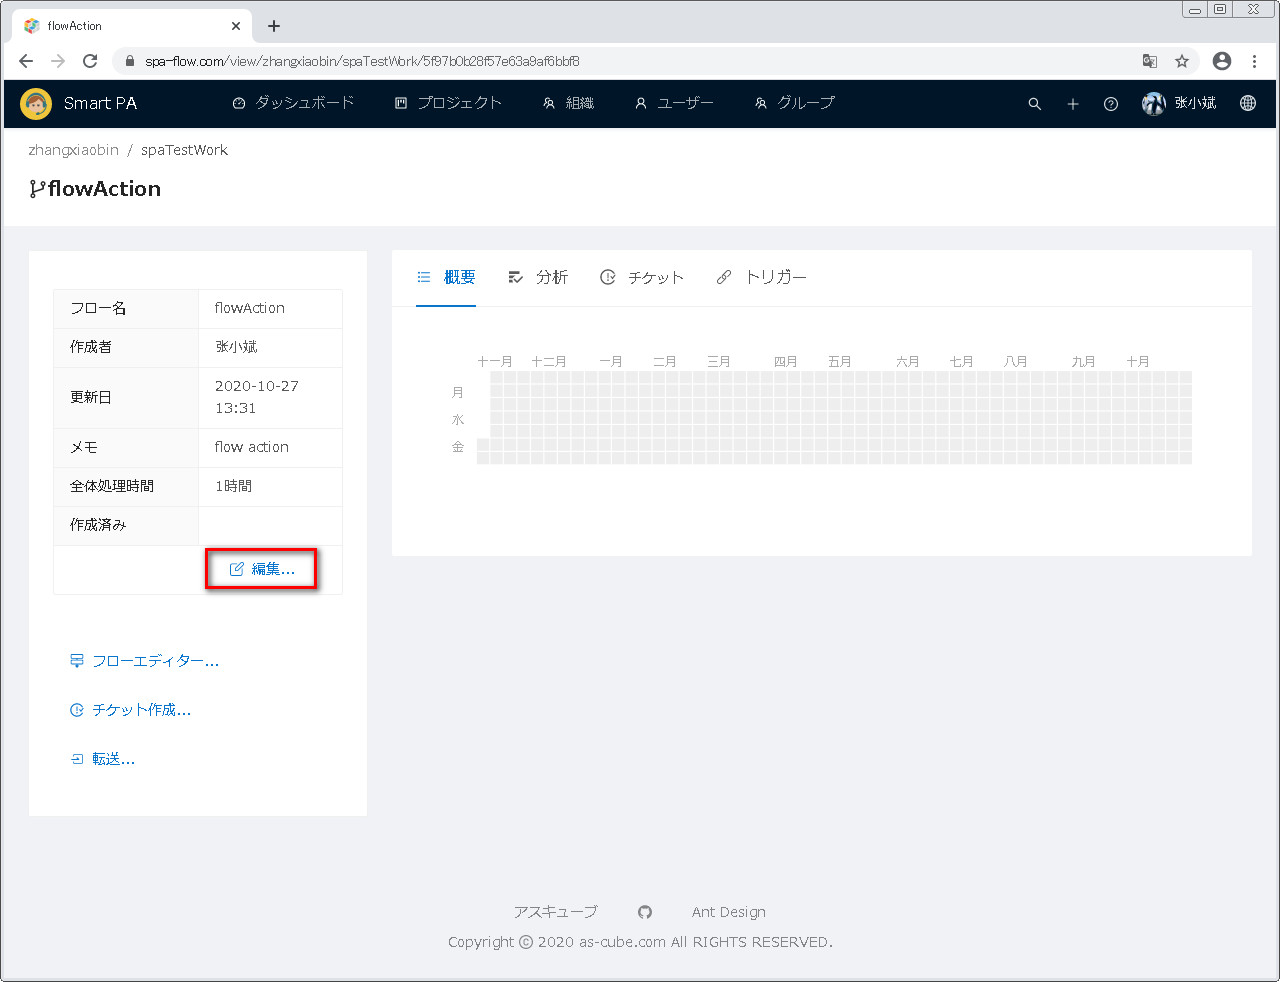 flowAction
spa-flow.com/view/zhangxiaobin/spaTestWork/5f97b0b28f57e63a9af6bbf8
Smart PA ダッシュボード プロジェクト 組織 ユーザー グループ 张小斌
zhangxiaobin / spaTestWork
flowAction
概要 分析 チケット トリガー
フロー名 flowAction
作成者 张小斌
更新日 2020-10-27
13:31
メモ flow action
全体処理時間 1時間
作成済み
編集...
十一月 十二月 一月 二月 三月 四月 五月 六月 七月 八月 九月 十月
月
水
金
フローエディター...
チケット作成...
転送...
アスキューブ Ant Design
Copyright © 2020 as-cube.com All RIGHTS RESERVED.